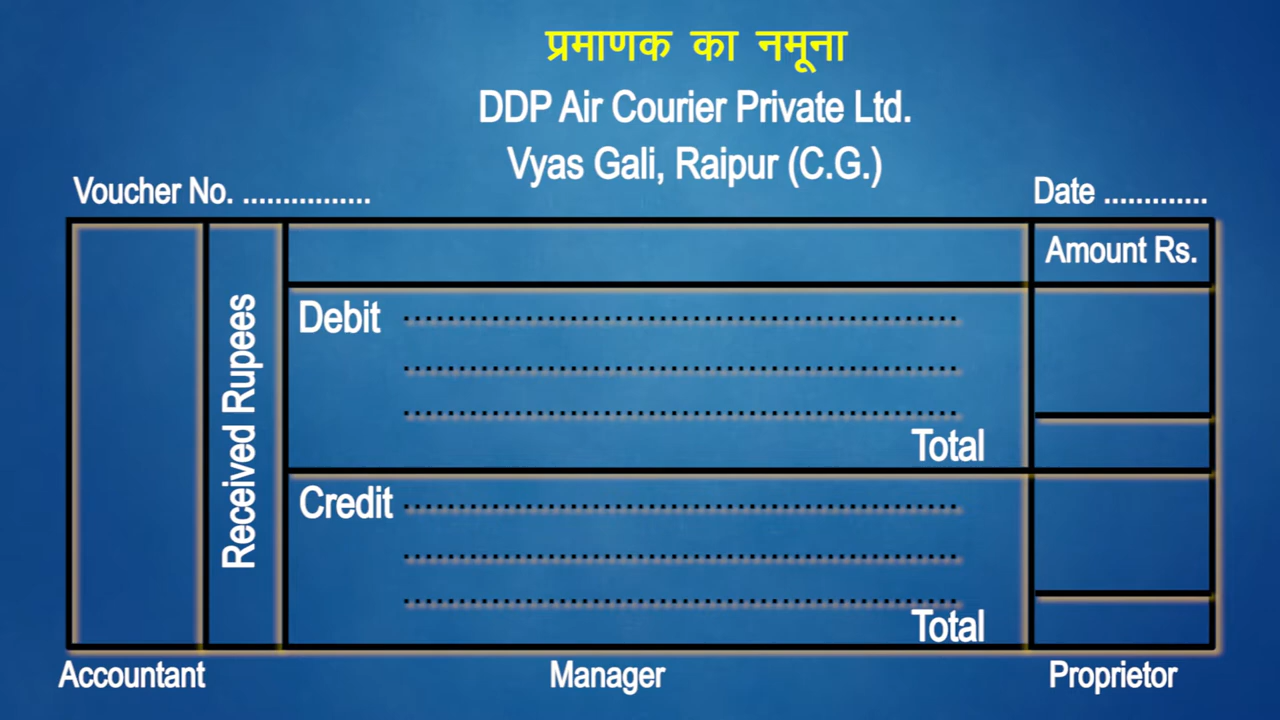 प्रमाणक का नमूना
DDP Air Courier Private Ltd.
Vyas Gali, Raipur (C.G.)
Voucher No. ................
Date .............
Amount Rs.
Received Rupees
Debit ........................................................
........................................................
........................................................
Total
Credit ........................................................
........................................................
........................................................
Total
Accountant Manager Proprietor